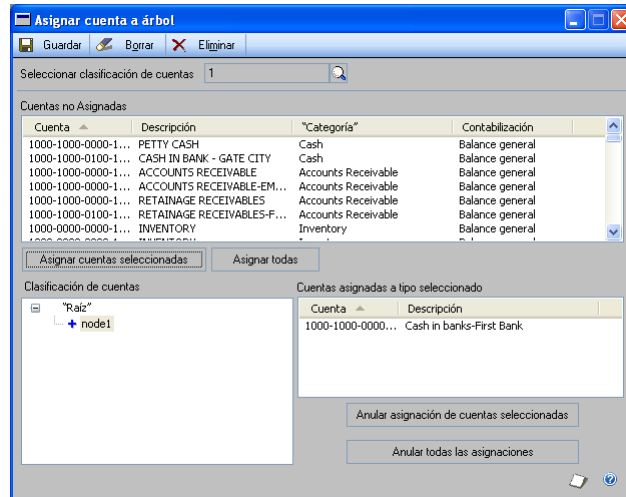 Asignar cuenta a árbol
Guardar Borrar Eliminar
Seleccionar clasificación de cuentas 1
Cuentas no Asignadas
Cuenta Descripción "Categoría" Contabilización
1000-1000-0000-1... PETTY CASH Cash Balance general
1000-1000-0100-1... CASH IN BANK - GATE CITY Cash Balance general
1000-1000-0000-1... ACCOUNTS RECEIVABLE Accounts Receivable Balance general
1000-1000-0000-1... ACCOUNTS RECEIVABLE-EM... Accounts Receivable Balance general
1000-1000-0000-1... RETAINAGE RECEIVABLES Accounts Receivable Balance general
1000-1000-0100-1... RETAINAGE RECEIVABLES-F... Accounts Receivable Balance general
1000-0000-0000-1... INVENTORY Inventory Balance general
Asignar cuentas seleccionadas Asignar todas
Clasificación de cuentas
"Raíz"
node1
Cuentas asignadas a tipo seleccionado
Cuenta Descripción
1000-1000-0000... Cash in banks-First Bank
Anular asignación de cuentas seleccionadas
Anular todas las asignaciones